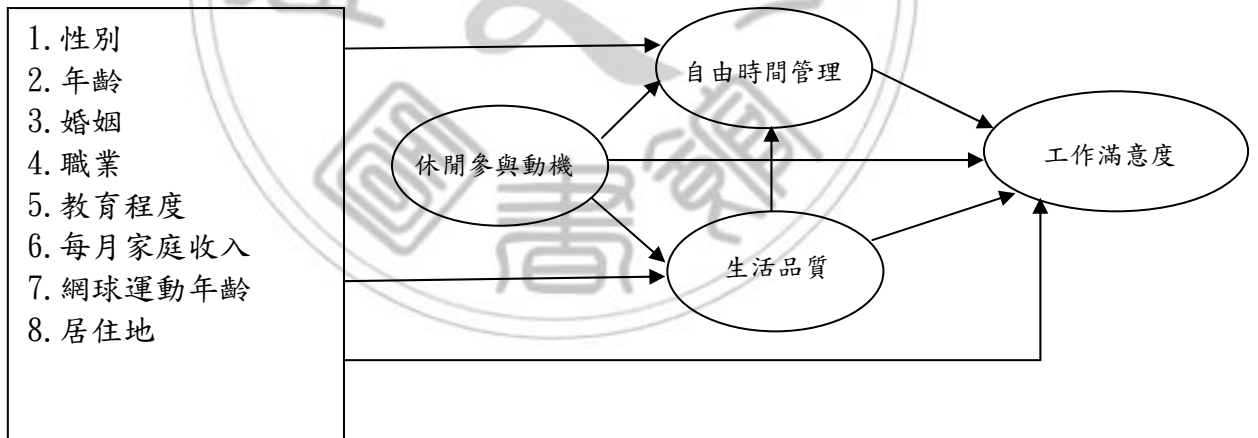 1.性別
2.年齡
3.婚姻
4.職業
5.教育程度
6.每月家庭收入
7.網球運動年齡
8.居住地
自由時間管理
休閒參與動機
工作滿意度
生活品質